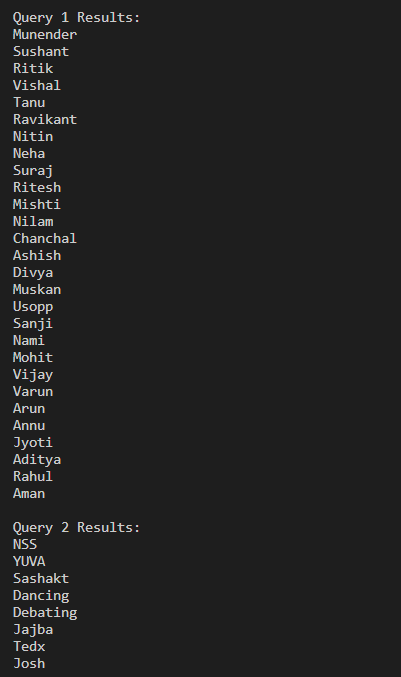 Query 1 Results:
Munender
Sushant
Ritik
Vishal
Tanu
Ravikant
Nitin
Neha
Suraj
Ritesh
Mishti
Nilam
Chanchal
Ashish
Divya
Muskan
Usopp
Sanji
Nami
Mohit
Vijay
Varun
Arun
Annu
Jyoti
Aditya
Rahul
Aman
Query 2 Results:
NSS
YUVA
Sashakt
Dancing
Debating
Jajba
Tedx
Josh